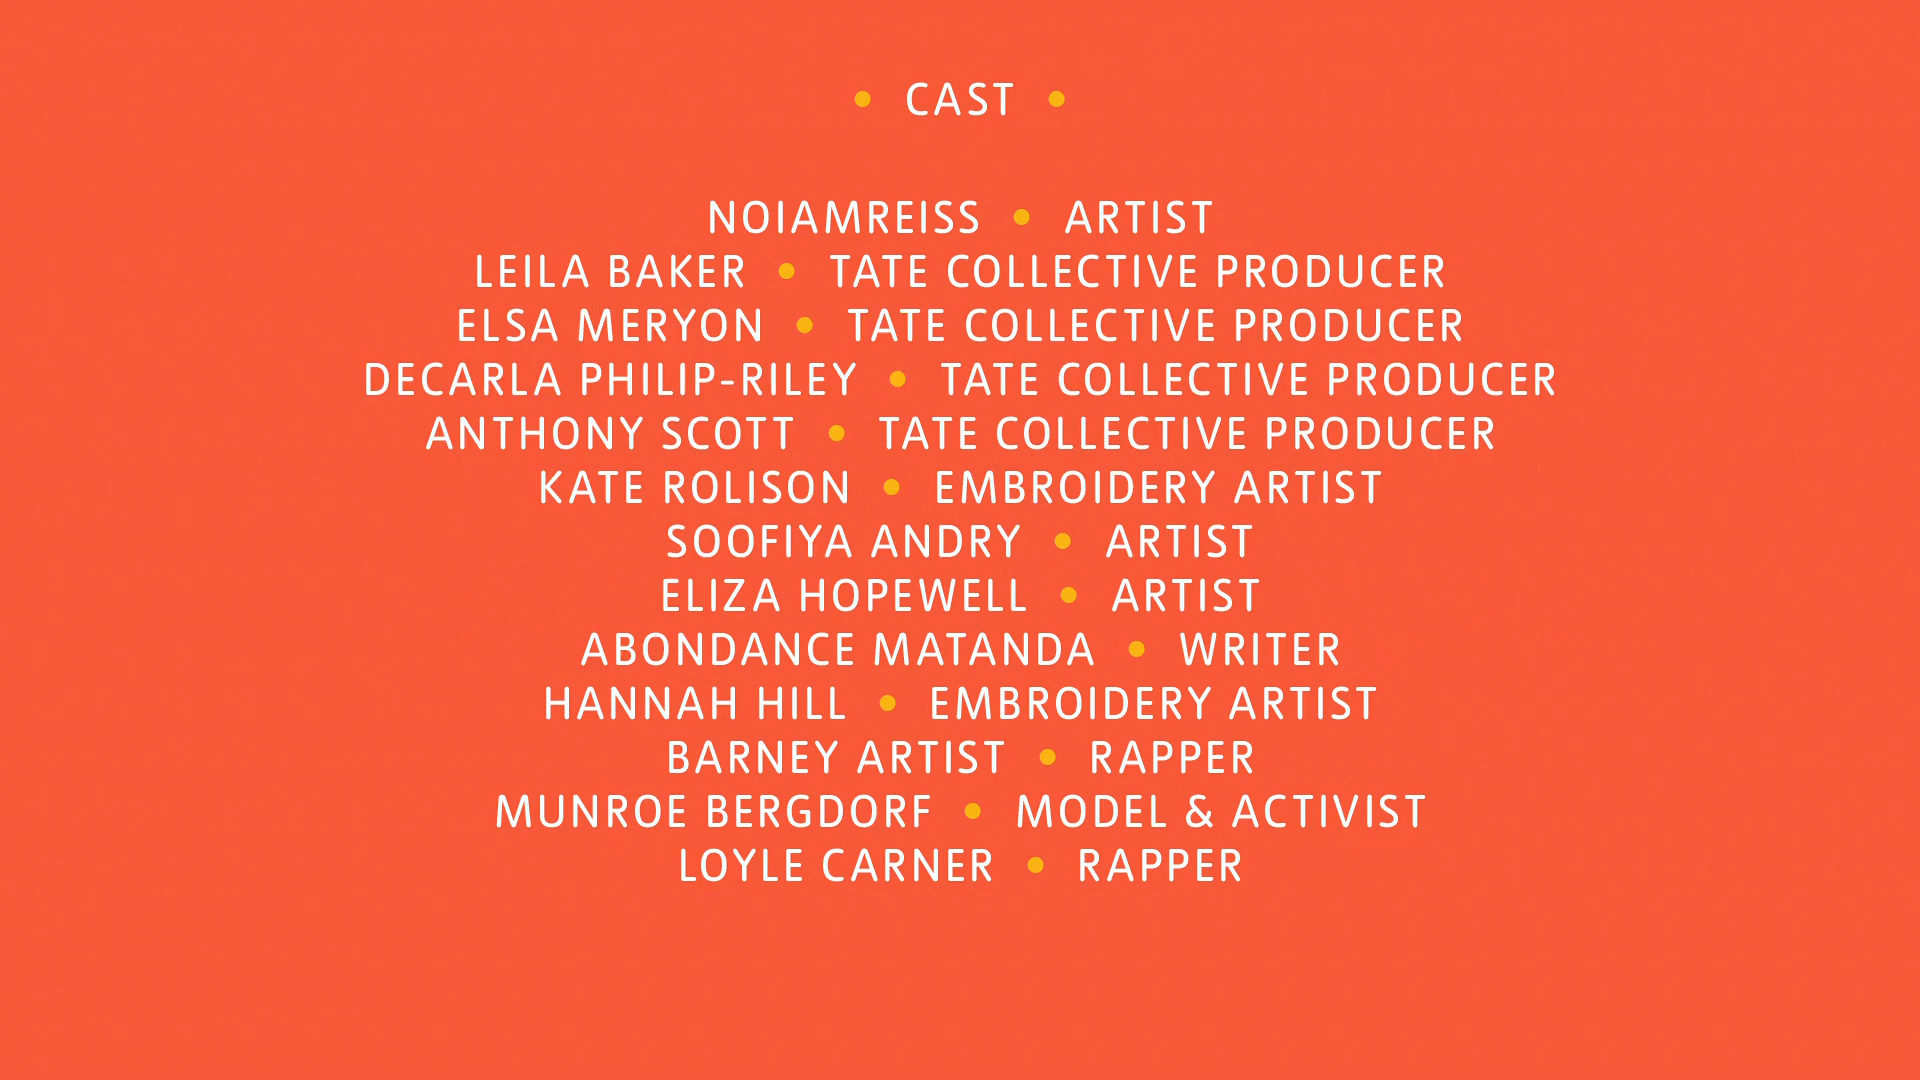 • CAST •
NOIAMREISS • ARTIST
LEILA BAKER • TATE COLLECTIVE PRODUCER
ELSA MERYON • TATE COLLECTIVE PRODUCER
DECARLA PHILIP-RILEY • TATE COLLECTIVE PRODUCER
ANTHONY SCOTT • TATE COLLECTIVE PRODUCER
KATE ROLISON • EMBROIDERY ARTIST
SOOFIYA ANDRY • ARTIST
ELIZA HOPEWELL • ARTIST
ABONDANCE MATANDA • WRITER
HANNAH HILL • EMBROIDERY ARTIST
BARNEY ARTIST • RAPPER
MUNROE BERGDORF • MODEL & ACTIVIST
LOYLE CARNER • RAPPER